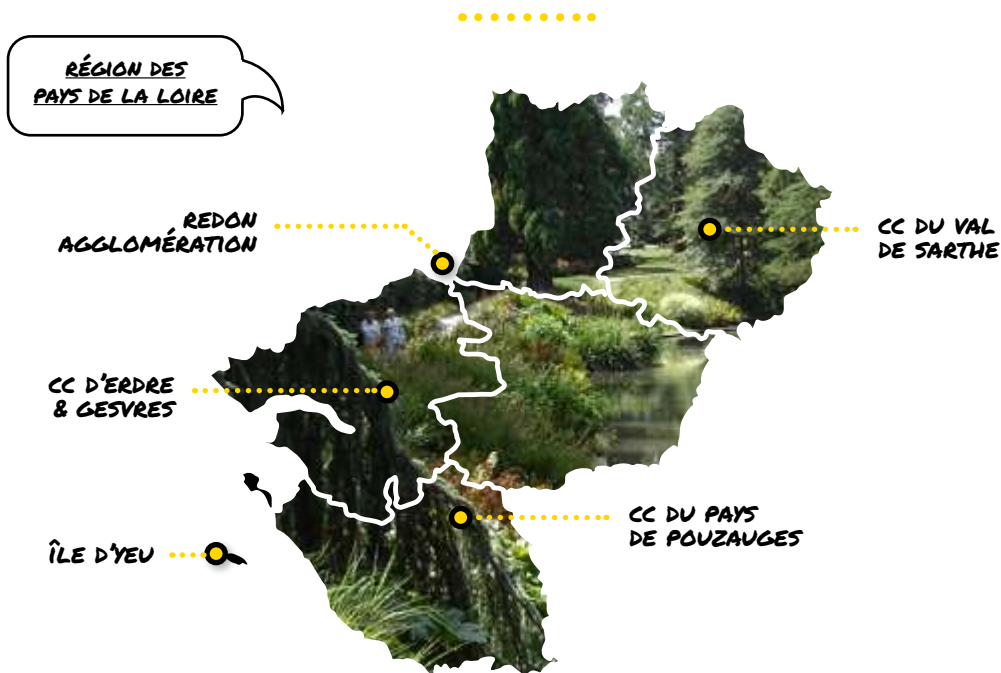 RÉGION DES
PAYS DE LA LOIRE
REDON
AGGLOMÉRATION
CC DU VAL
DE SARTHE
CC D'ERDRE
& GESVRES
CC DU PAYS
DE POUZAUGES
ÎLE D'YEU